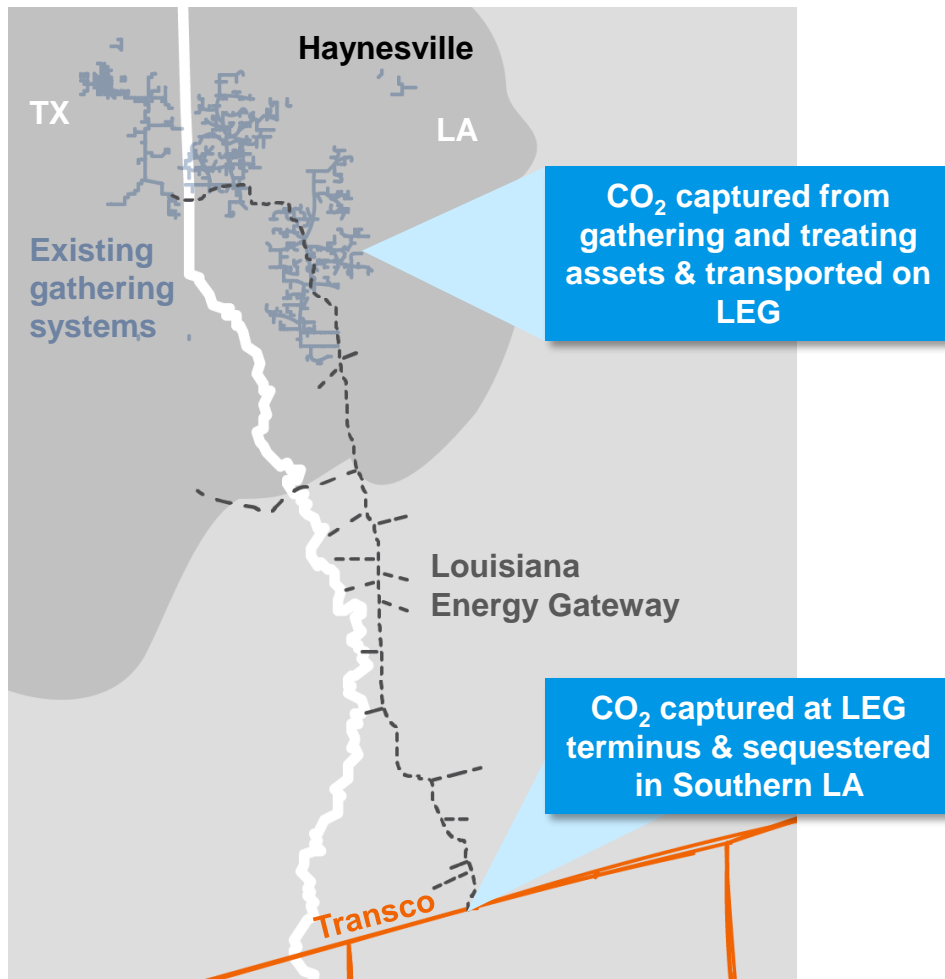 Haynesville
TX
LA
CO₂ captured from
gathering and treating
assets & transported on
LEG
Existing
gathering
systems
Louisiana
Energy Gateway
CO₂ captured at LEG
terminus & sequestered
in Southern LA
Transco